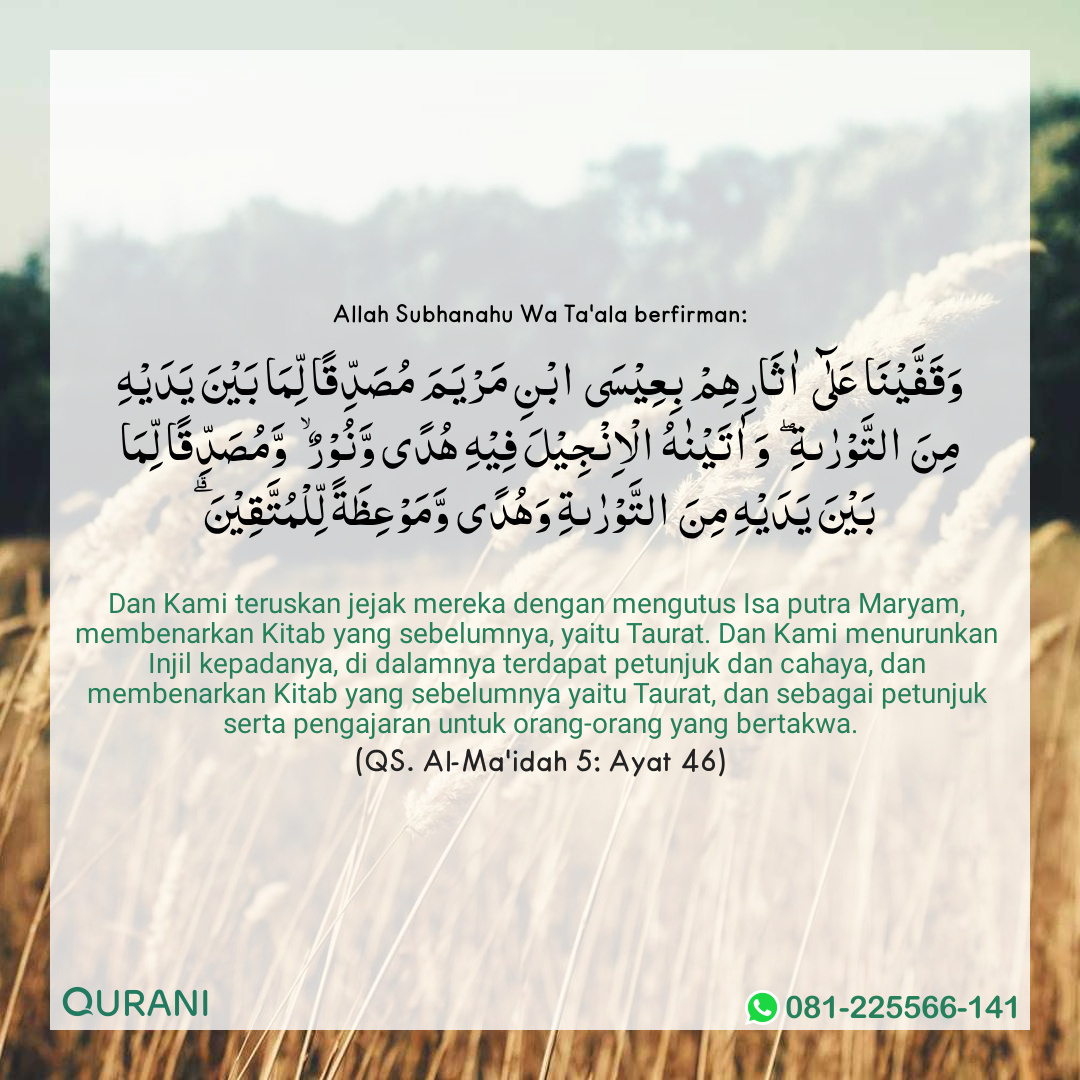 Allah Subhanahu Wa Ta'ala berfirman:
وَقَفَّيْنَا عَلٰۤى اٰثَارِهِمْ بِعِيْسَى ابْنِ مَرْيَمَ مُصَدِّقًا لِّمَا بَيْنَ يَدَيْهِ
مِنَ التَّوْرٰٮةِ ۖ وَاٰتَيْنٰهُ الْاِنْجِيْلَ فِيْهِ هُدًى وَّنُوْرٌ ۙ وَّمُصَدِّقًا لِّمَا
بَيْنَ يَدَيْهِ مِنَ التَّوْرٰٮةِ وَهُدًى وَّمَوْعِظَةً لِّلْمُتَّقِيْنَ ۗ
Dan Kami teruskan jejak mereka dengan mengutus Isa putra Maryam,
membenarkan Kitab yang sebelumnya, yaitu Taurat. Dan Kami menurunkan
Injil kepadanya, di dalamnya terdapat petunjuk dan cahaya, dan
membenarkan Kitab yang sebelumnya yaitu Taurat, dan sebagai petunjuk
serta pengajaran untuk orang-orang yang bertakwa.
(QS. Al-Ma'idah 5: Ayat 46)
QURANI
081-225566-141